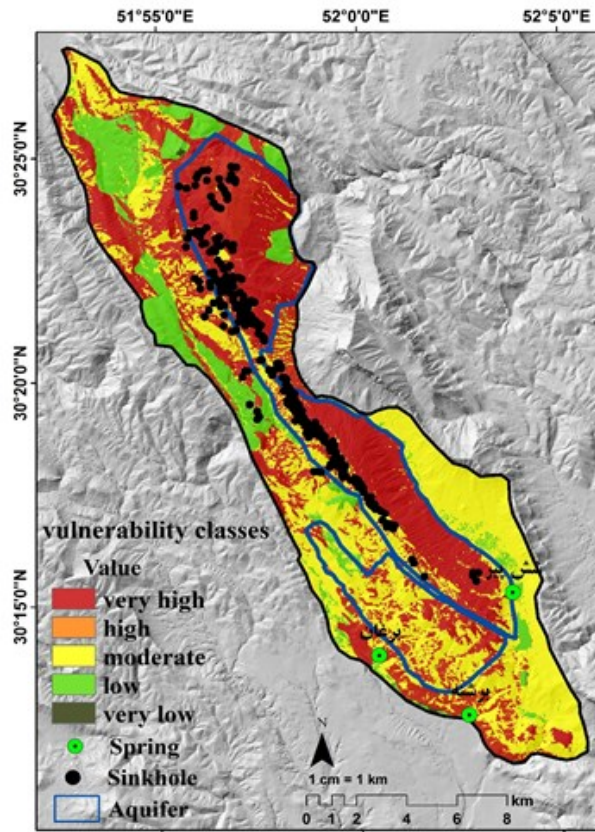 51°55'0"E 52°0'0"E 52°5'0"E
30°25'0"N
30°20'0"N
30°15'0"N
vulnerability classes
Value
very high
high
moderate
low
very low
Spring
Sinkhole
Aquifer
برغان
N
1 cm = 1 km
0 1 2 4 6 8 km